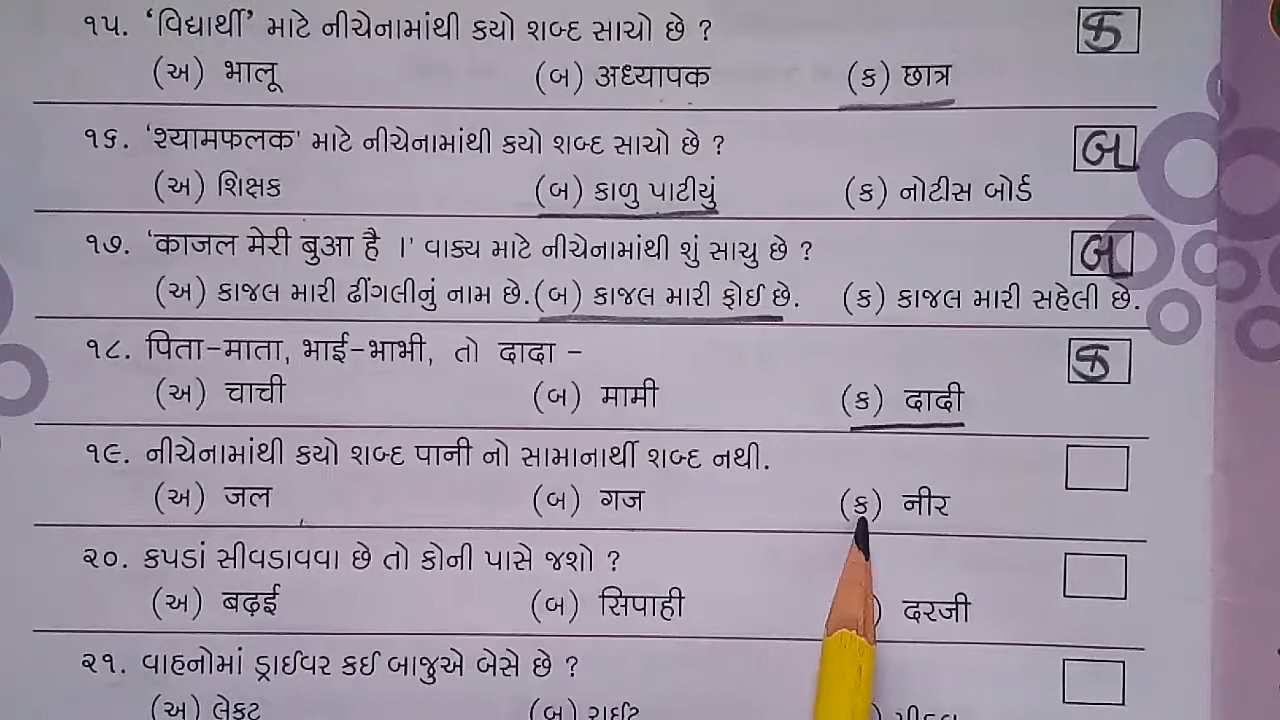 ૧૫. ‘વિદ્યાર્થી’ માટે નીચેનામાંથી કયો શબ્દ સાચો છે ? ક
(અ) भालू (બ) अध्यापक (ક) छात्र
૧૬. ‘श्यामफलक’ માટે નીચેનામાંથી કયો શબ્દ સાચો છે ? બ
(અ) શિક્ષક (બ) કાળુ પાટીયું (ક) નોટીસ બોર્ડ
૧૭. ‘काजल मेरी बुआ है ।’ વાક્ય માટે નીચેનામાંથી શું સાચુ છે ? બ
(અ) કાજલ મારી ઢીંગલીનું નામ છે. (બ) કાજલ મારી ફોઈ છે. (ક) કાજલ મારી સહેલી છે.
૧૮. पिता-माता, भाई-भाभी, तो दादा - ક
(અ) चाची (બ) मामी (ક) दादी
૧૯. નીચેનામાંથી કયો શબ્દ पानी નો સામાનાર્થી શબ્દ નથી.
(અ) जल (બ) गज (ક) नीर
૨૦. કપડાં સીવડાવવા છે તો કોની પાસે જશો ?
(અ) बढ़ई (બ) सिपाही ) दरजी
૨૧. વાહનોમાં ડ્રાઈવર કઈ બાજુએ બેસે છે ?
(અ) લેફ્ટ (બ) રાઈટ